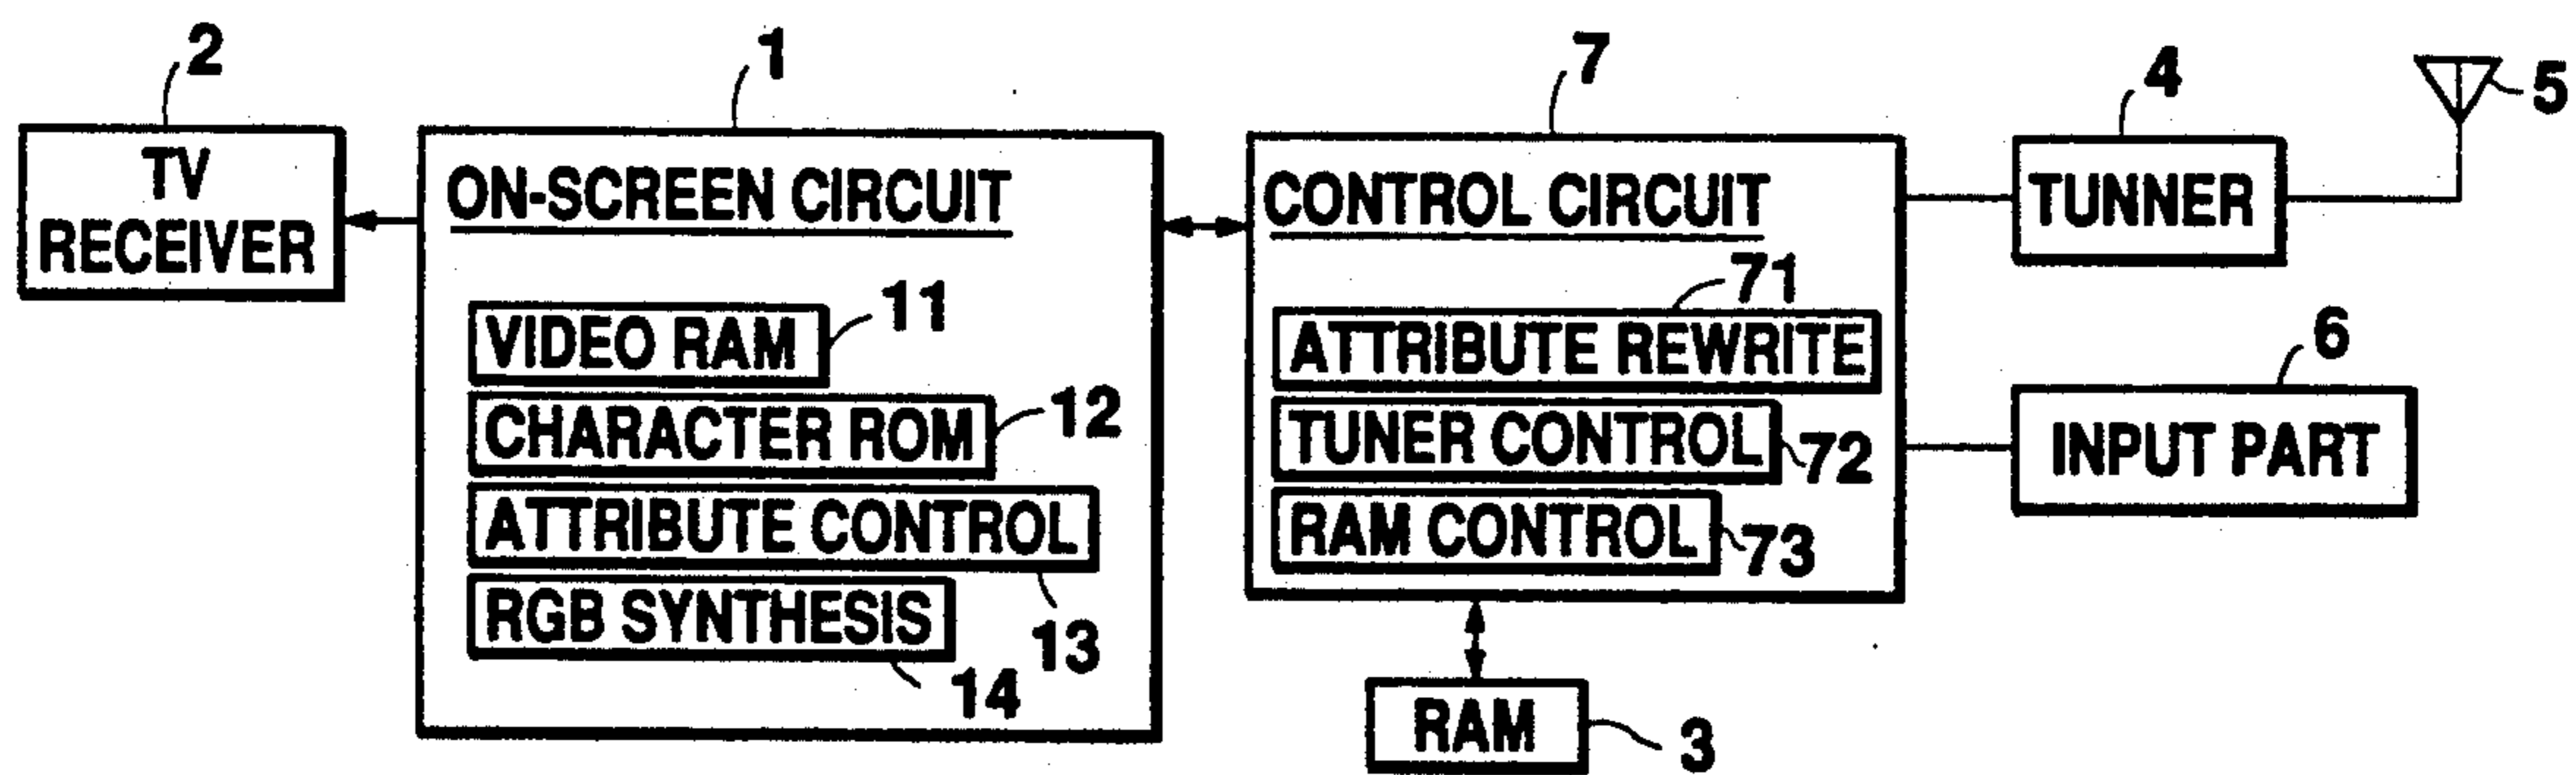 2
1
7
4
5
TV
RECEIVER
ON-SCREEN CIRCUIT
CONTROL CIRCUIT
TUNNER
11
VIDEO RAM
12
CHARACTER ROM
ATTRIBUTE CONTROL
13
RGB SYNTHESIS
14
71
ATTRIBUTE REWRITE
TUNER CONTROL
72
RAM CONTROL
73
6
INPUT PART
RAM
3